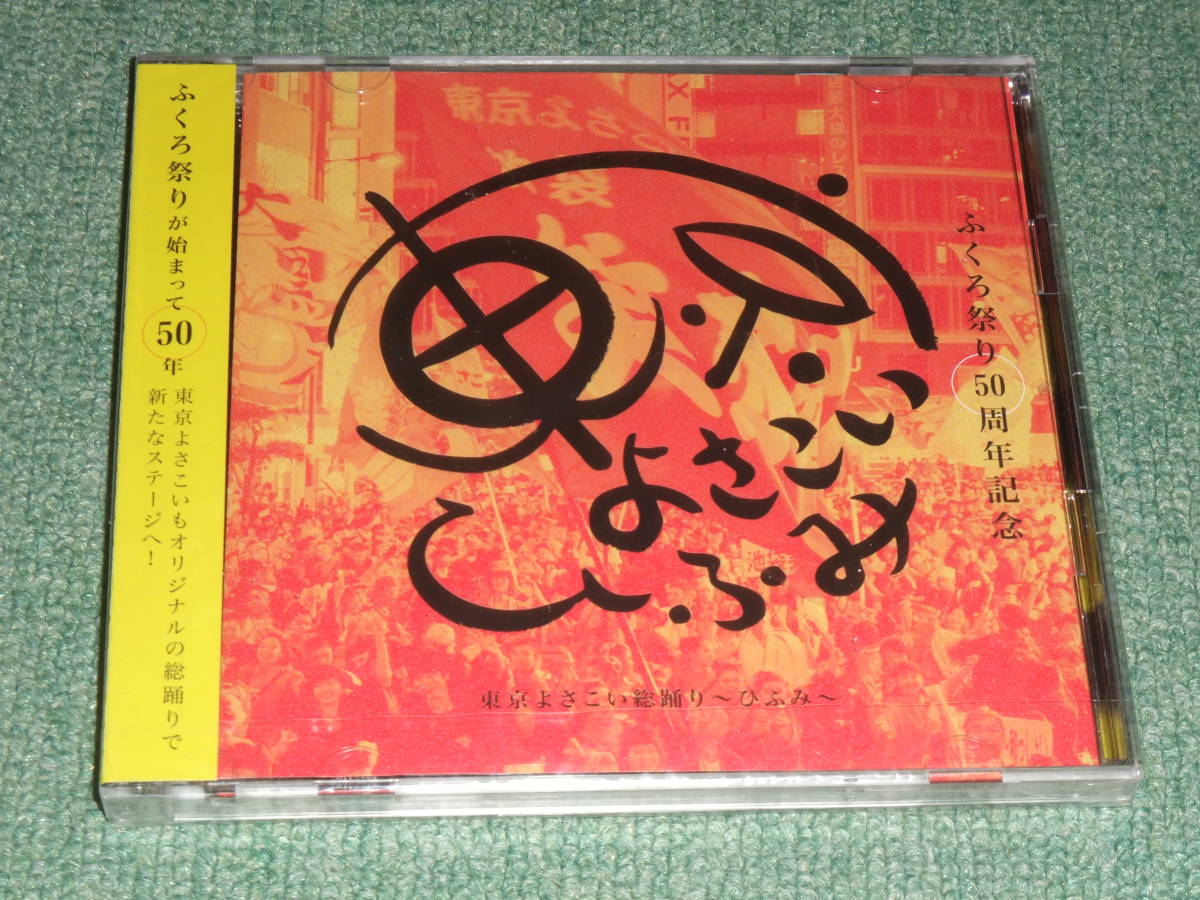 ふくろ祭りが始まって50年
東京よさこいもオリジナルの総踊りで
新たなステージへ!
ふくろ祭り50周年記念
東京
よさこい
ひふみ
東京よさこい総踊り～ひふみ～